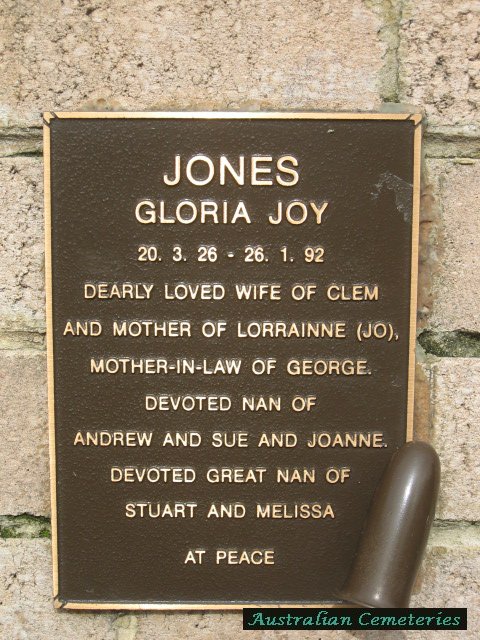 JONES
GLORIA JOY
20. 3. 26 - 26. 1. 92
DEARLY LOVED WIFE OF CLEM
AND MOTHER OF LORRAINNE (JO),
MOTHER-IN-LAW OF GEORGE.
DEVOTED NAN OF
ANDREW AND SUE AND JOANNE.
DEVOTED GREAT NAN OF
STUART AND MELISSA
AT PEACE
Australian Cemeteries